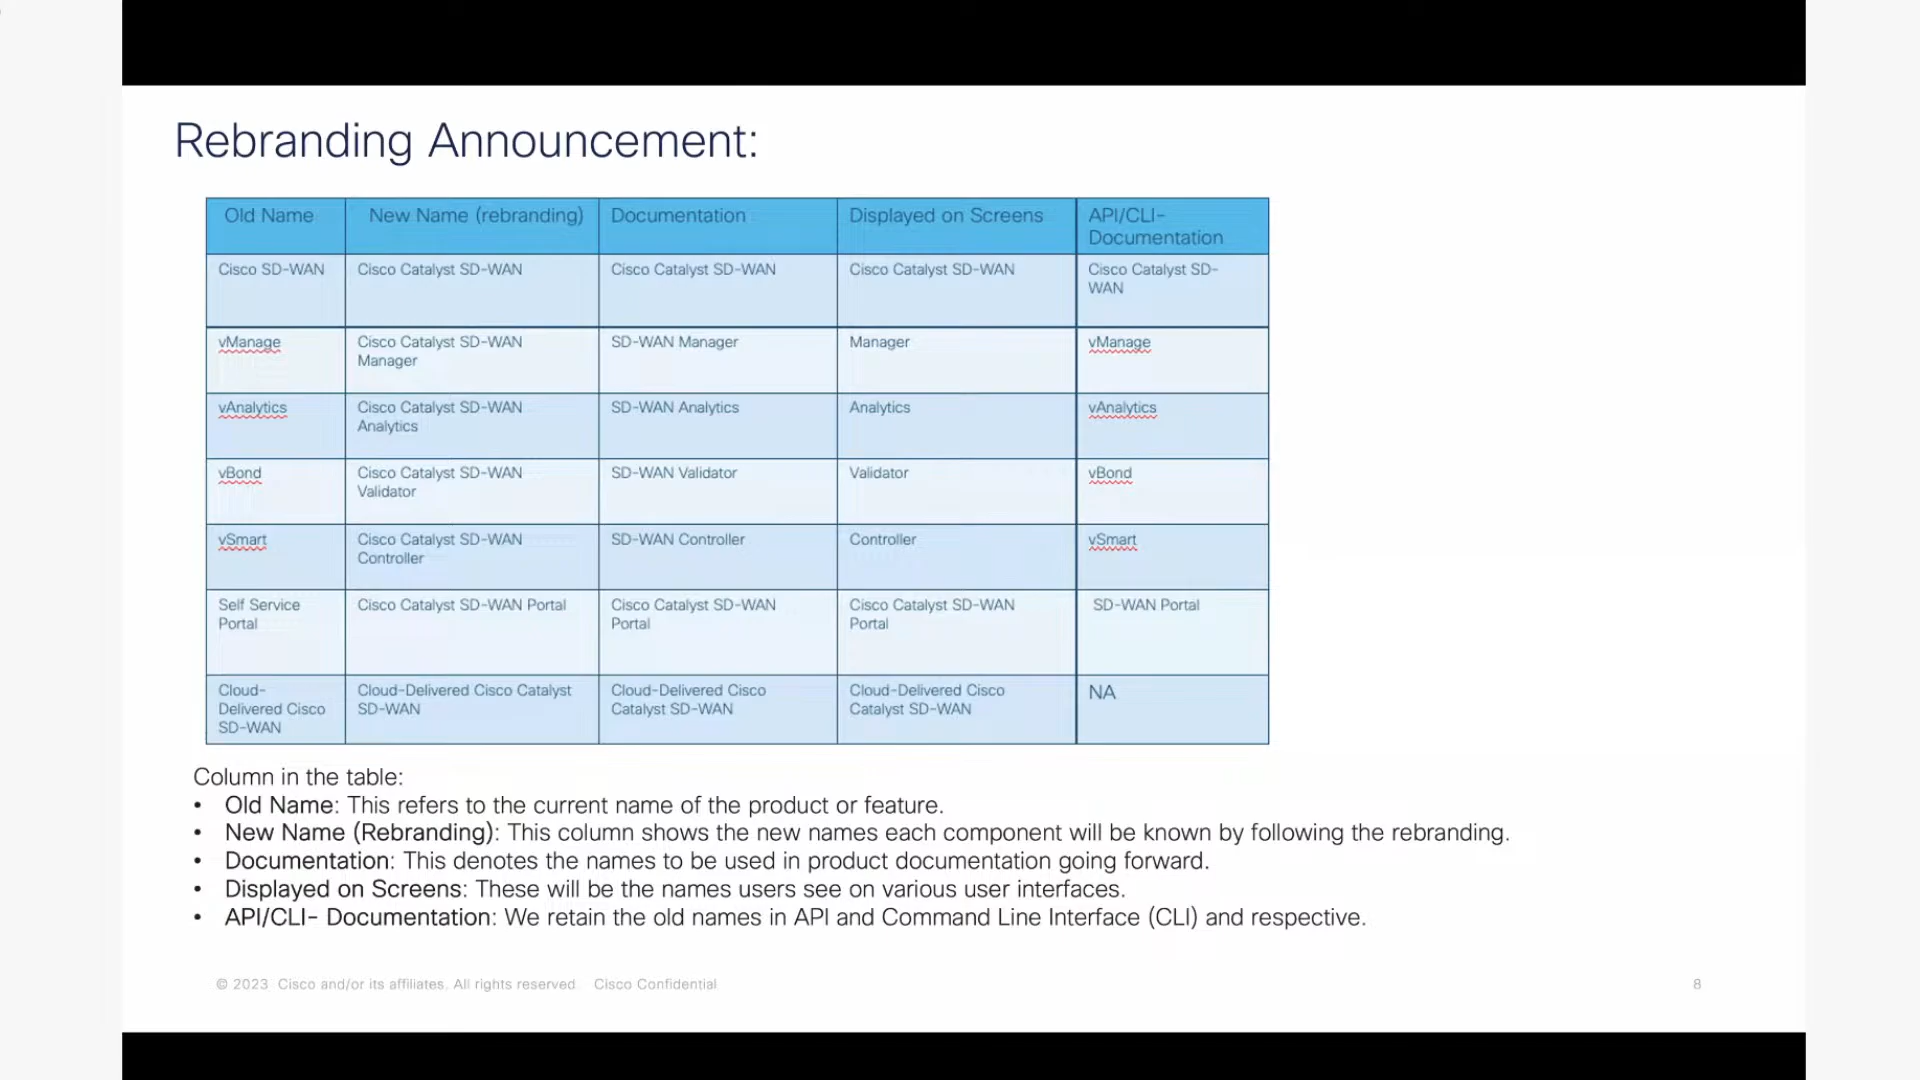 Rebranding Announcement:
Old Name New Name (rebranding) Documentation Displayed on Screens API/CLI-
Documentation
Cisco SD-WAN Cisco Catalyst SD-WAN Cisco Catalyst SD-WAN Cisco Catalyst SD-WAN Cisco Catalyst SD-
WAN
vManage Cisco Catalyst SD-WAN SD-WAN Manager Manager vManage
Manager
vAnalytics Cisco Catalyst SD-WAN SD-WAN Analytics Analytics vAnalytics
Analytics
vBond Cisco Catalyst SD-WAN SD-WAN Validator Validator vBond
Validator
vSmart Cisco Catalyst SD-WAN SD-WAN Controller Controller vSmart
Controller
Self Service Cisco Catalyst SD-WAN Portal Cisco Catalyst SD-WAN Cisco Catalyst SD-WAN SD-WAN Portal
Portal Portal Portal
Cloud- Cloud-Delivered Cisco Catalyst Cloud-Delivered Cisco Cloud-Delivered Cisco NA
Delivered Cisco SD-WAN Catalyst SD-WAN Catalyst SD-WAN
SD-WAN
Column in the table:
• Old Name: This refers to the current name of the product or feature.
• New Name (Rebranding): This column shows the new names each component will be known by following the rebranding.
• Documentation: This denotes the names to be used in product documentation going forward.
• Displayed on Screens: These will be the names users see on various user interfaces.
• API/CLI- Documentation: We retain the old names in API and Command Line Interface (CLI) and respective.
© 2023 Cisco and/or its affiliates. All rights reserved. Cisco Confidential 8